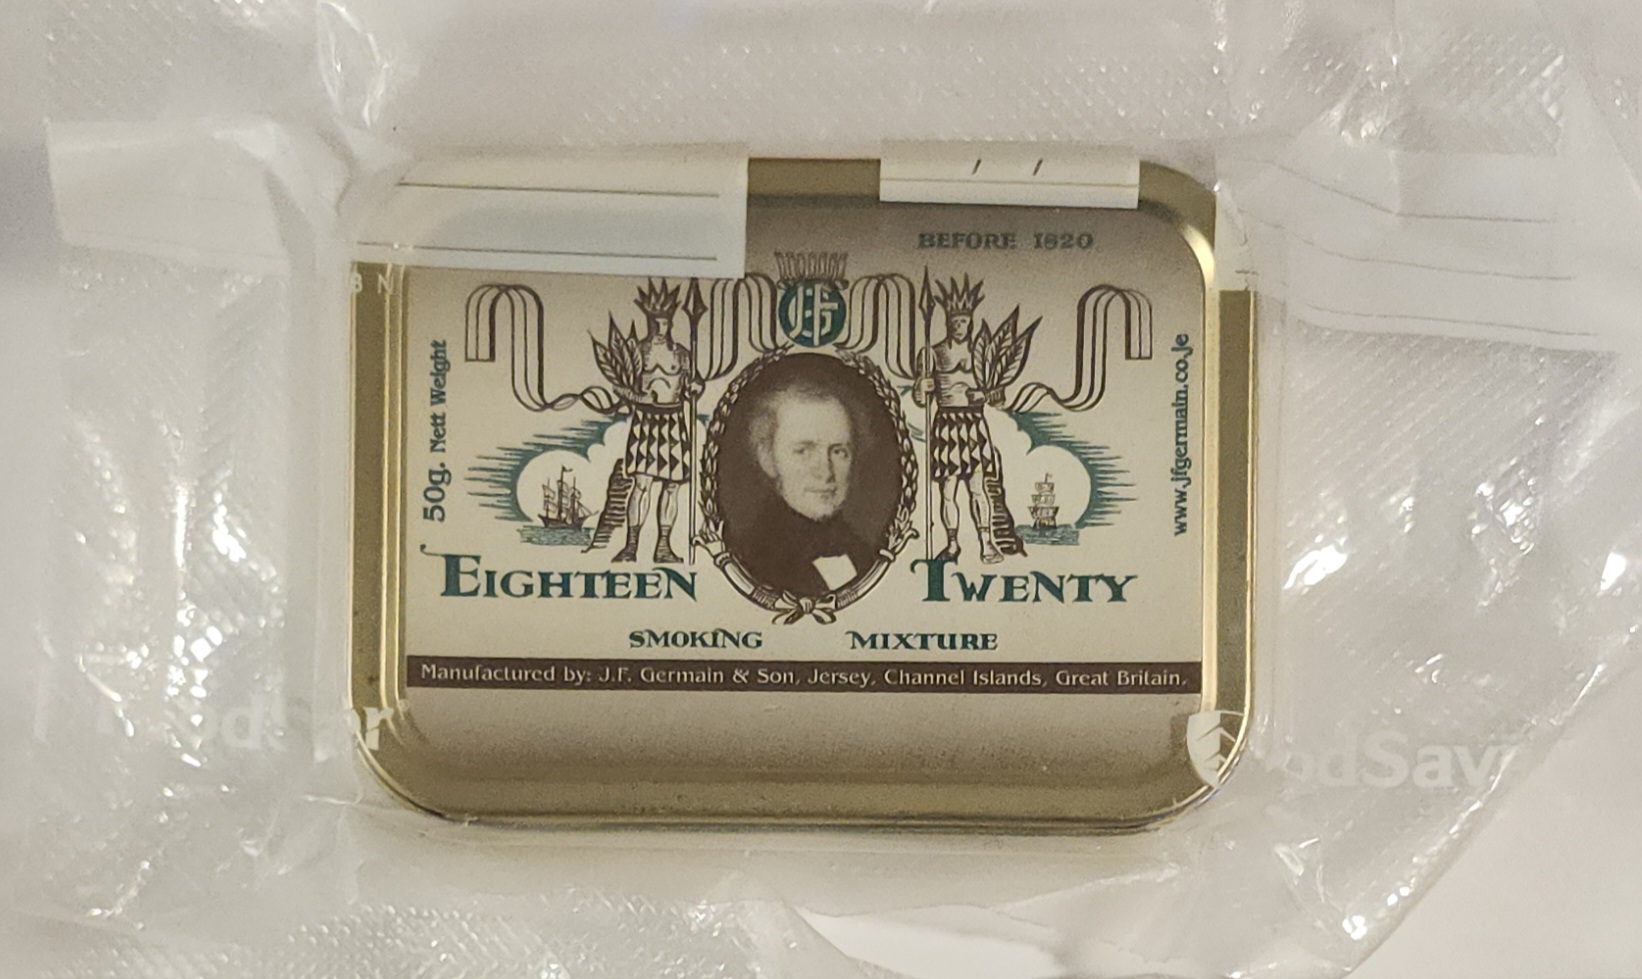 BEFORE 1820
JFG
50g. Nett Weight
www.jfgermain.co.je
EIGHTEEN TWENTY
SMOKING MIXTURE
Manufactured by: J.F. Germain & Son, Jersey, Channel Islands, Great Britain.